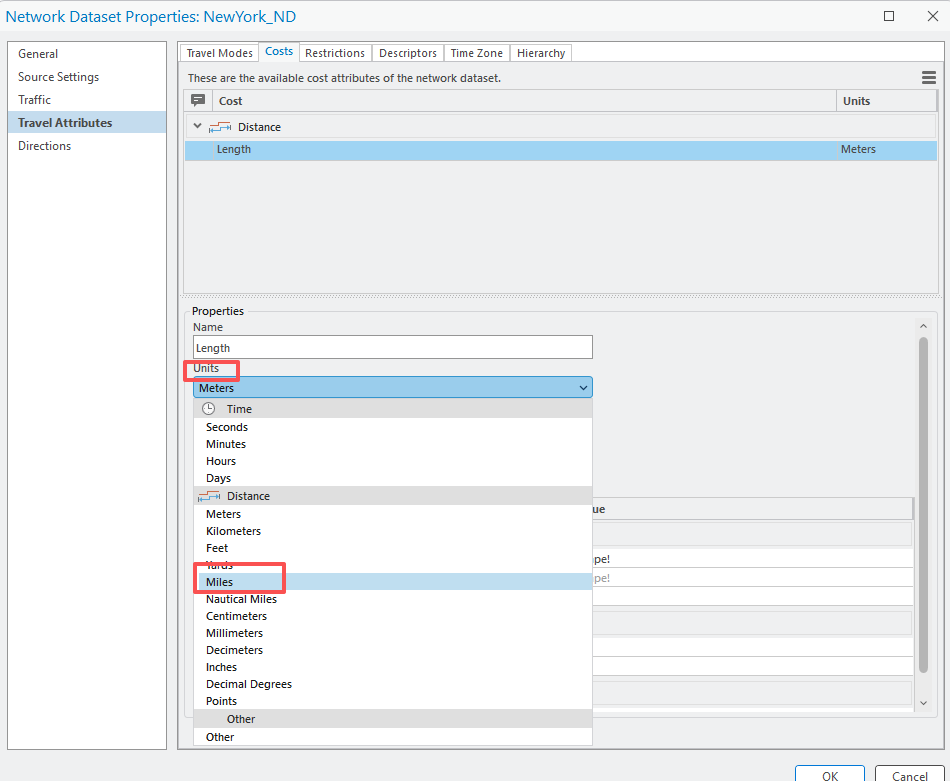 Network Dataset Properties: NewYork_ND
General
Source Settings
Traffic
Travel Attributes
Directions
Travel Modes Costs Restrictions Descriptors Time Zone Hierarchy
These are the available cost attributes of the network dataset.
Cost Units
Distance
Length Meters
Properties
Name
Length
Units
Meters
Time
Seconds
Minutes
Hours
Days
Distance
Meters
Kilometers
Feet
Yards
Miles
Nautical Miles
Centimeters
Millimeters
Decimeters
Inches
Decimal Degrees
Points
Other
Other
ue
pe!
pe!
OK Cancel